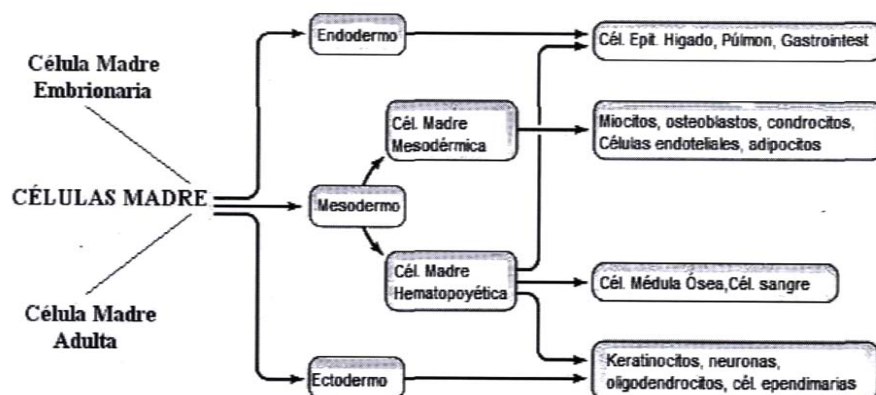 Célula Madre
Embrionaria
CÉLULAS MADRE
Célula Madre
Adulta
Endodermo
Mesodermo
Ectodermo
Cél. Madre
Mesodérmica
Cél. Madre
Hematopoyética
Cél. Epit. Higado, Púlmon, Gastrointest
Miocitos, osteoblastos, condrocitos,
Células endoteliales, adipocitos
Cél. Médula Ósea,Cél. sangre
Keratinocitos, neuronas,
oligodendrocitos, cél. ependimarias